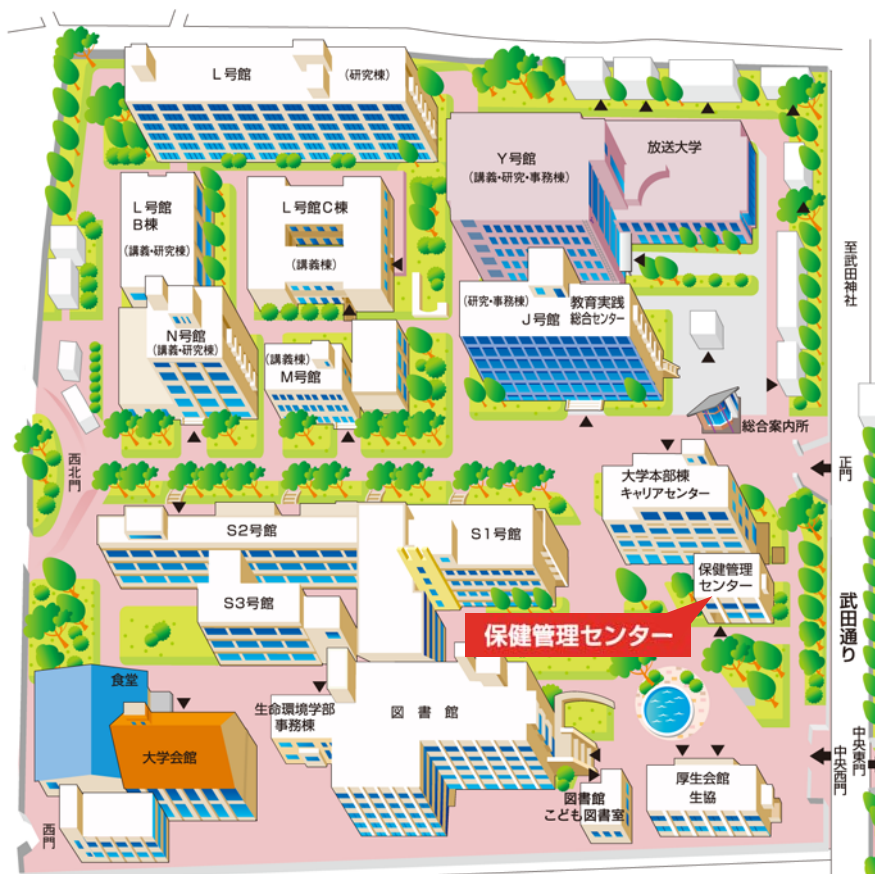 L号館
(研究棟)
Y号館
(講義・研究・事務棟)
放送大学
L号館
B棟
(講義・研究棟)
L号館C棟
(講義棟)
N号館
(講義・研究棟)
(講義棟)
M号館
(研究・事務棟)
J号館
教育実践
総合センター
至武田神社
総合案内所
正門
西北門
大学本部棟
キャリアセンター
S2号館
S1号館
S3号館
保健管理
センター
保健管理センター
武田通り
食堂
大学会館
生命環境学部
事務棟
図書館
中央東門
中央西門
厚生会館
生協
図書館
こども図書室
西門